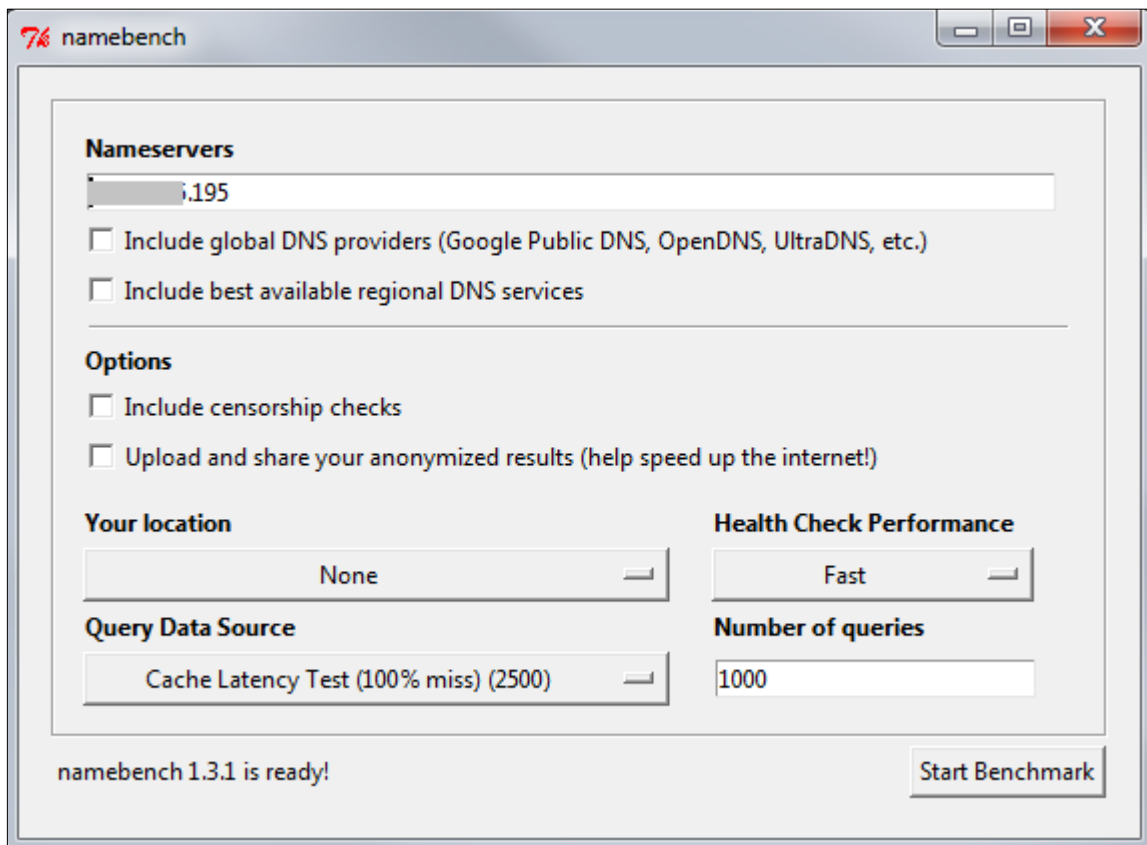 namebench
Nameservers
.195
Include global DNS providers (Google Public DNS, OpenDNS, UltraDNS, etc.)
Include best available regional DNS services
Options
Include censorship checks
Upload and share your anonymized results (help speed up the internet!)
Your location
Health Check Performance
None
Fast
Query Data Source
Number of queries
Cache Latency Test (100% miss) (2500)
1000
namebench 1.3.1 is ready!
Start Benchmark